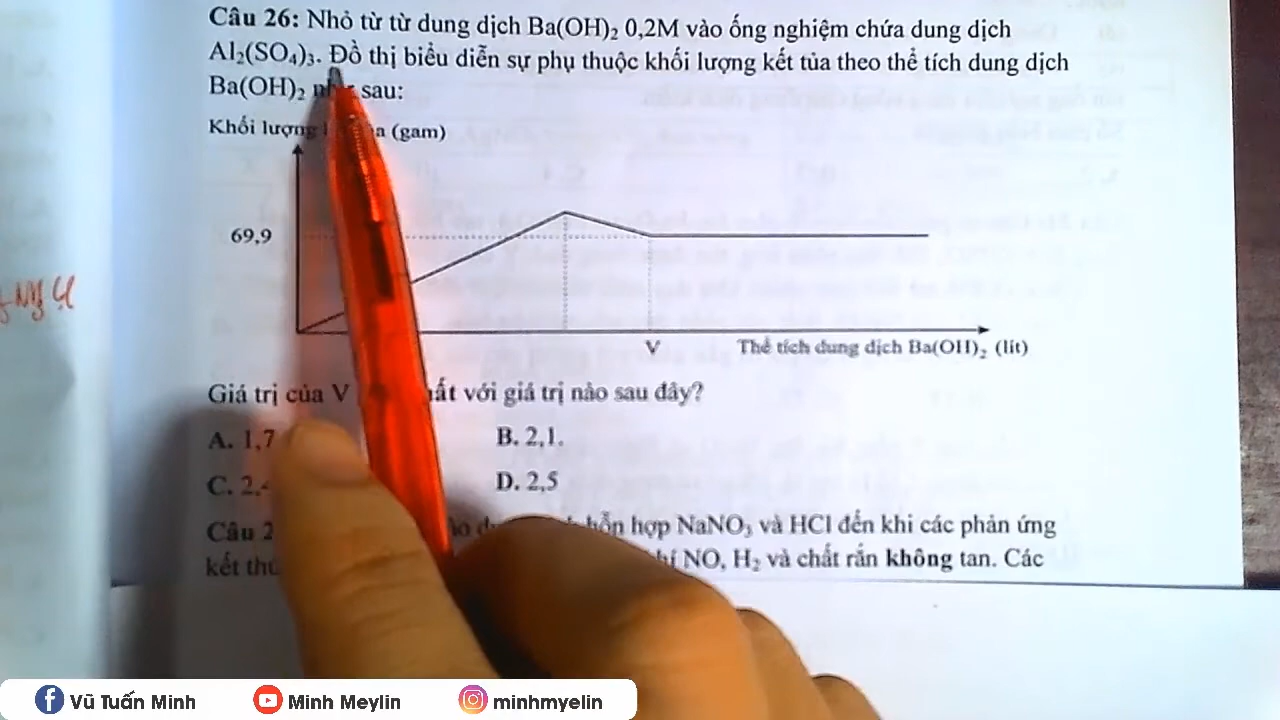 Câu 26: Nhỏ từ từ dung dịch Ba(OH)₂ 0,2M vào ống nghiệm chứa dung dịch
Al₂(SO₄)₃. Đồ thị biểu diễn sự phụ thuộc khối lượng kết tủa theo thể tích dung dịch
Ba(OH)₂ sau:
Khối lượng (gam)
69,9
V Thể tích dung dịch Ba(OH)₂ (lít)
Giá trị của V với giá trị nào sau đây?
A. 1,7 B. 2,1.
C. D. 2,5
Câu hỗn hợp NaNO₃ và HCl đến khi các phản ứng
kết NO, H₂ và chất rắn không tan. Các
Vũ Tuấn Minh Minh Meylin minhmyelin